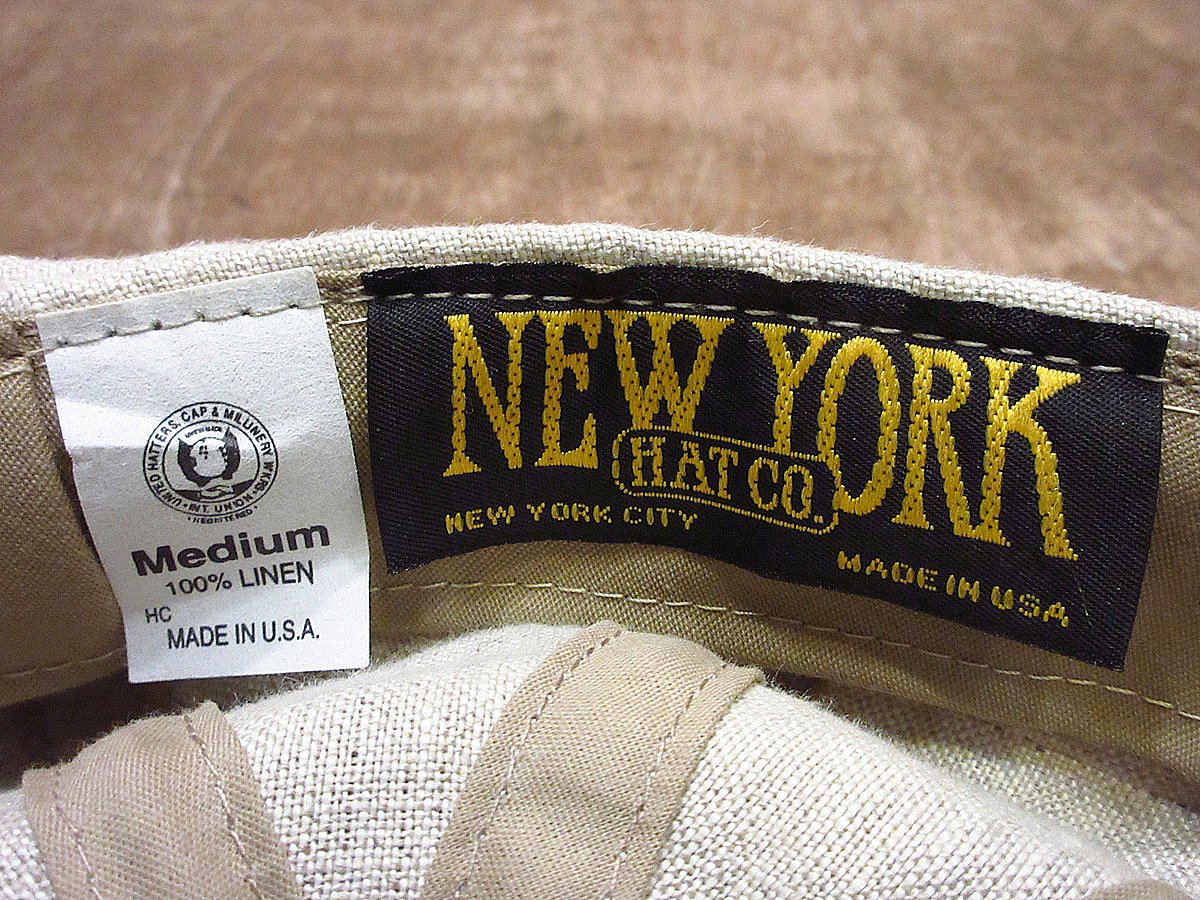 UNITED HATTERS, CAP & MILLINERY WKRS
INT. UNION
REGISTERED
Medium
100% LINEN
HC
MADE IN U.S.A.
NEW YORK
HAT CO.
NEW YORK CITY
MADE IN USA